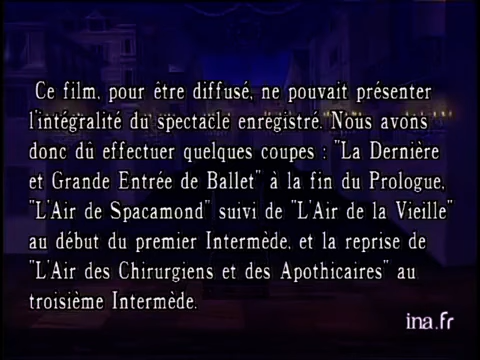 Ce film, pour être diffusé, ne pouvait présenter
l'intégralité du spectacle enregistré. Nous avons
donc dû effectuer quelques coupes : "La Dernière
et Grande Entrée de Ballet" à la fin du Prologue,
"L'Air de Spacamond" suivi de "L'Air de la Vieille"
au début du premier Intermède, et la reprise de
"L'Air des Chirurgiens et des Apothicaires" au
troisième Intermède.
ina.fr